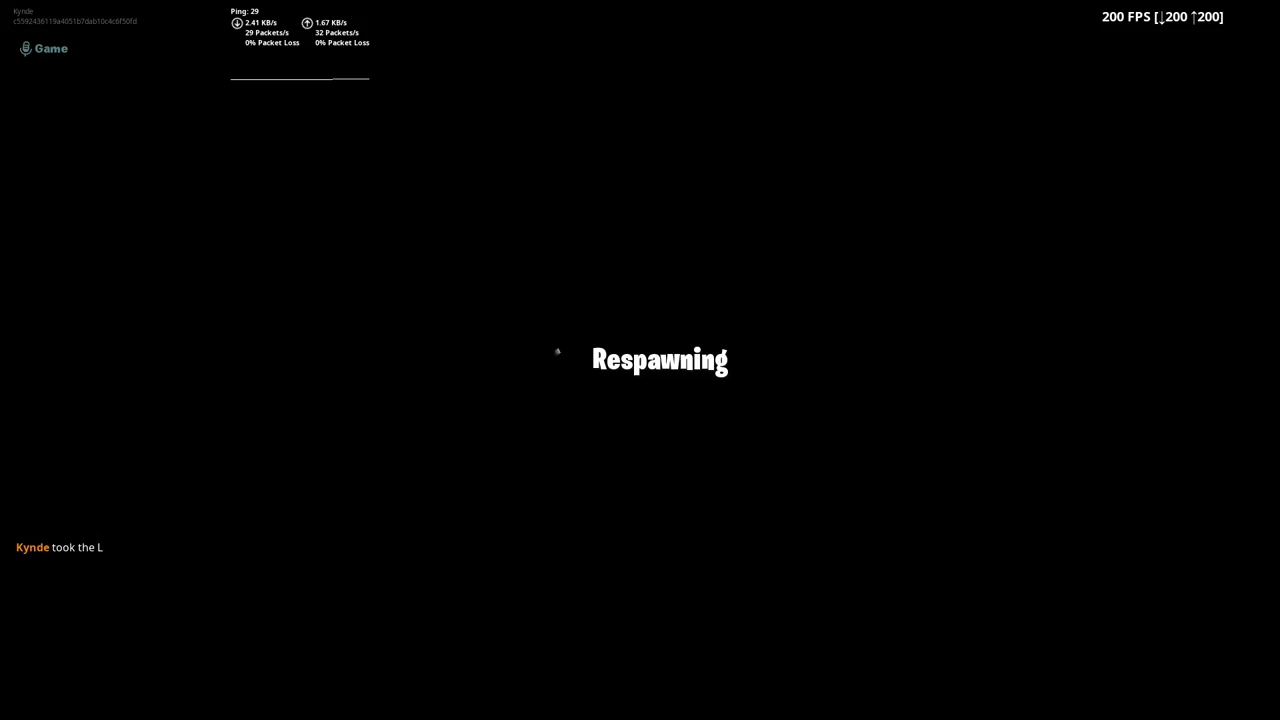 Kynde
c5592436119a4051b7dab10c4c6f50fd
Game
Ping: 29
2.41 KB/s
1.67 KB/s
29 Packets/s
32 Packets/s
0% Packet Loss
0% Packet Loss
200 FPS [↓200 ↑200]
Respawning
Kynde took the L